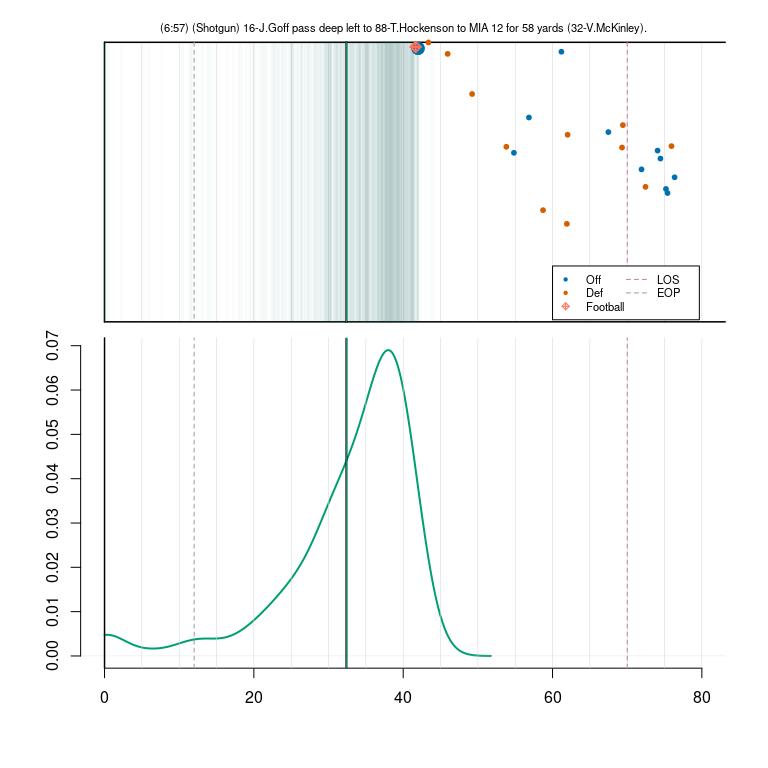 (6:57) (Shotgun) 16-J.Goff pass deep left to 88-T.Hockenson to MIA 12 for 58 yards (32-V.McKinley).
Off LOS
Def EOP
Football
0.07
0.06
0.05
0.04
0.03
0.02
0.01
0.00
0 20 40 60 80